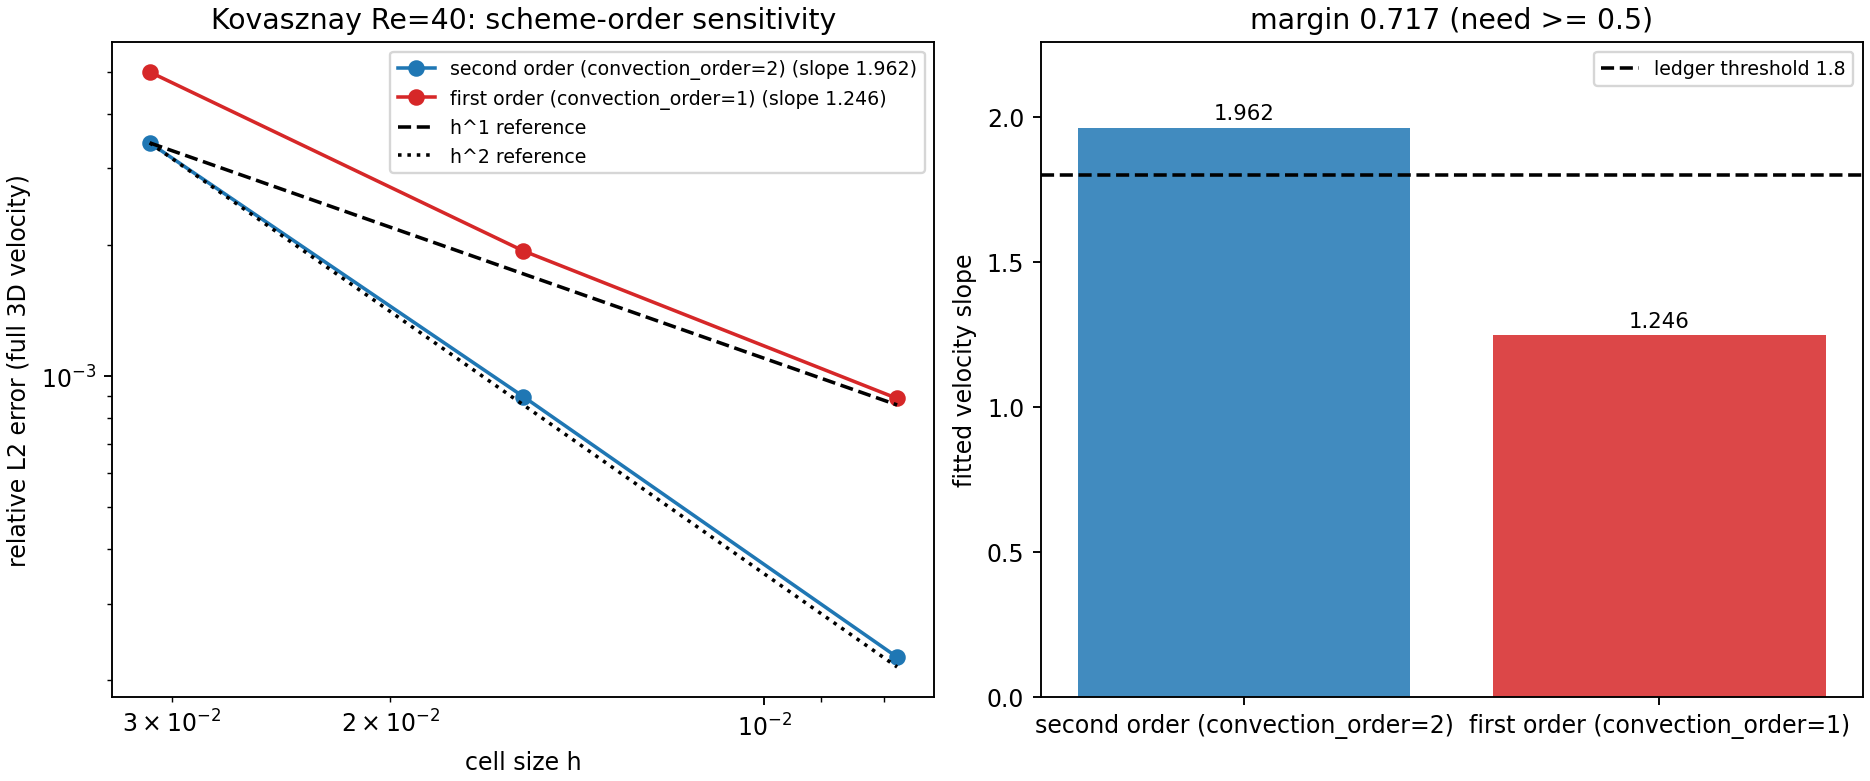 Kovasznay Re=40: scheme-order sensitivity
second order (convection_order=2) (slope 1.962)
first order (convection_order=1) (slope 1.246)
h^1 reference
h^2 reference
relative L2 error (full 3D velocity)
10⁻³
3 × 10⁻²
2 × 10⁻²
10⁻²
cell size h
margin 0.717 (need >= 0.5)
ledger threshold 1.8
fitted velocity slope
2.0
1.5
1.0
0.5
0.0
1.962
1.246
second order (convection_order=2)
first order (convection_order=1)